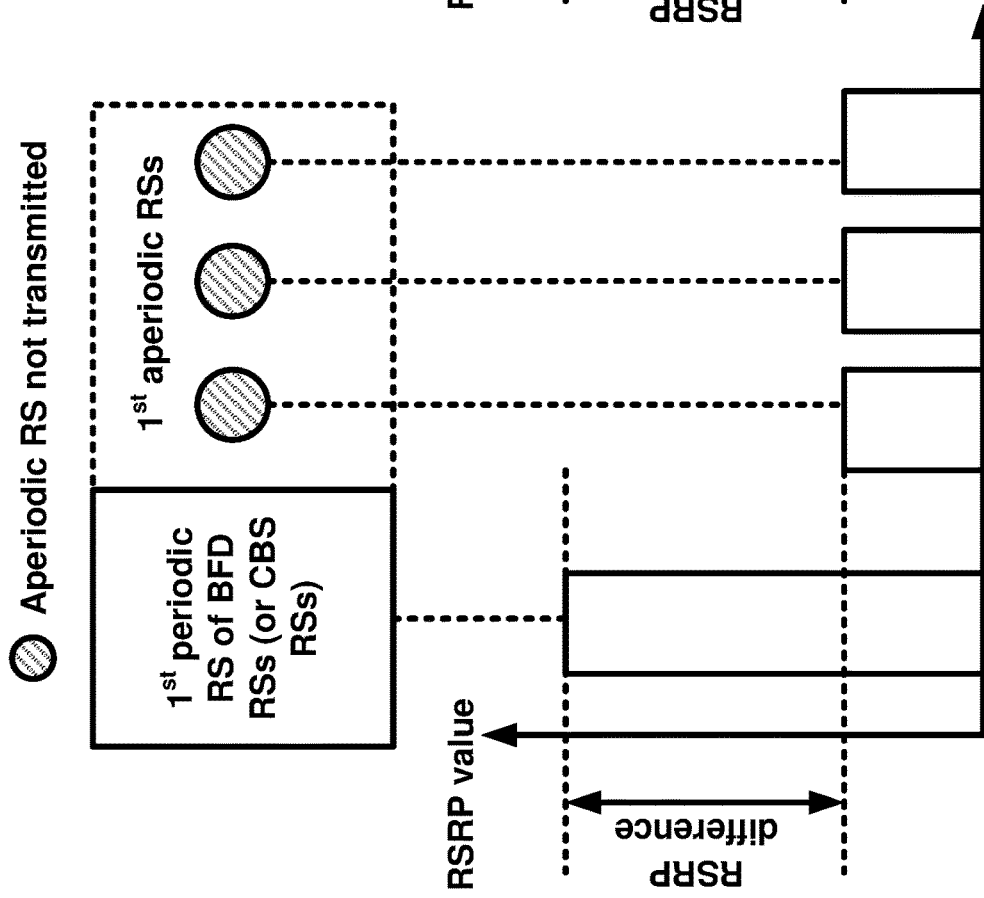 Aperiodic RS not transmitted
1st periodic
RS of BFD
RSs (or CBS
RSs)
1st aperiodic RSs
RSRP value
RSRP
difference
RSRP